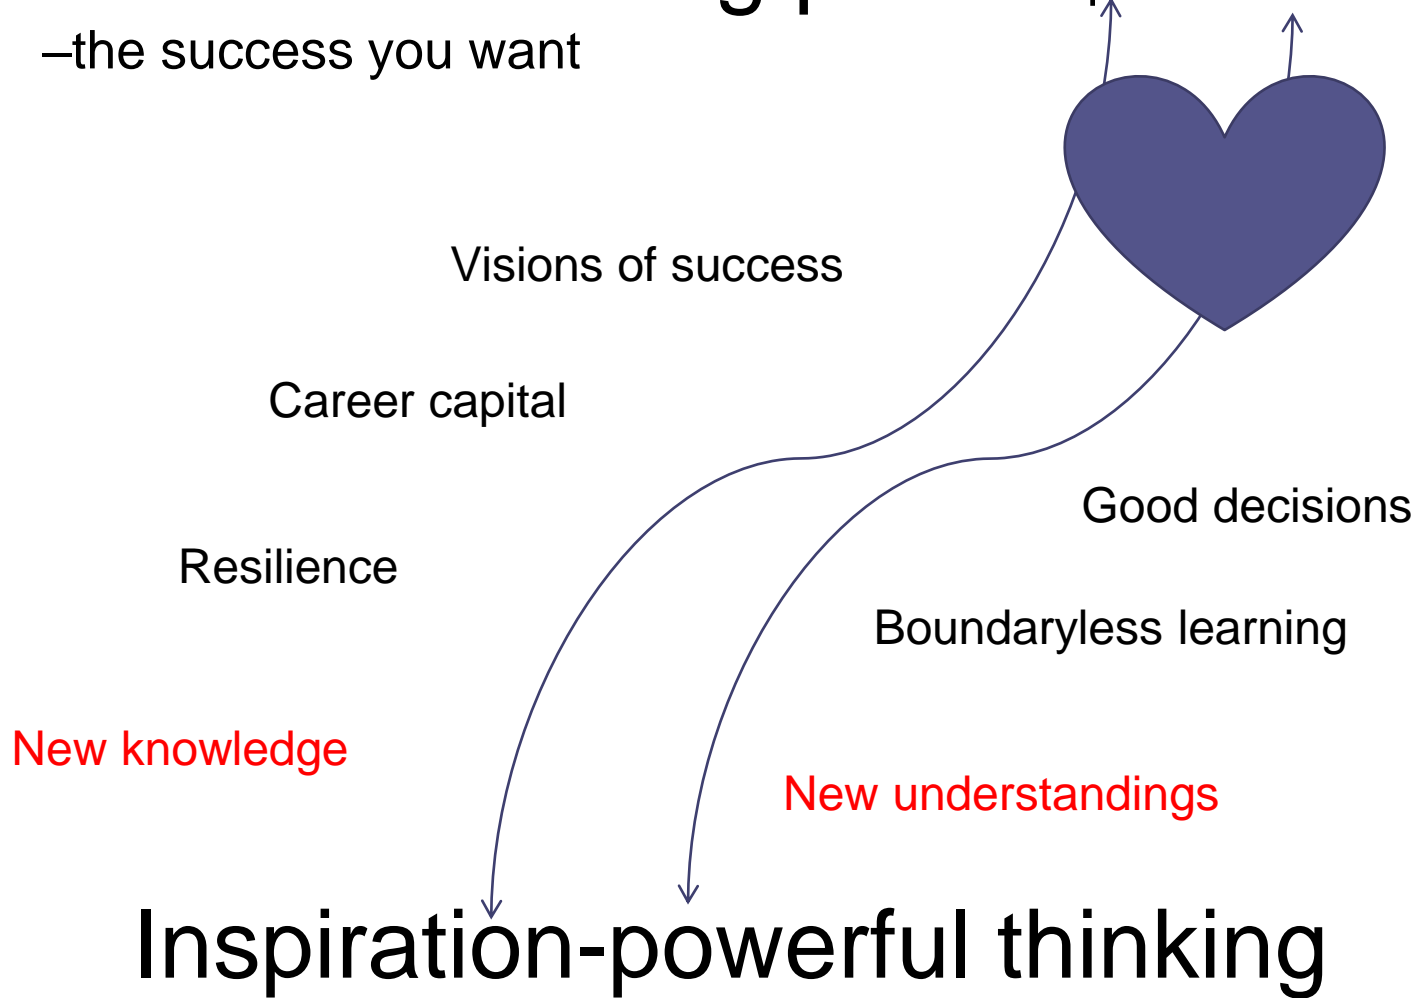 –the success you want
Visions of success
Career capital
Good decisions
Resilience
Boundaryless learning
New knowledge
New understandings
Inspiration-powerful thinking